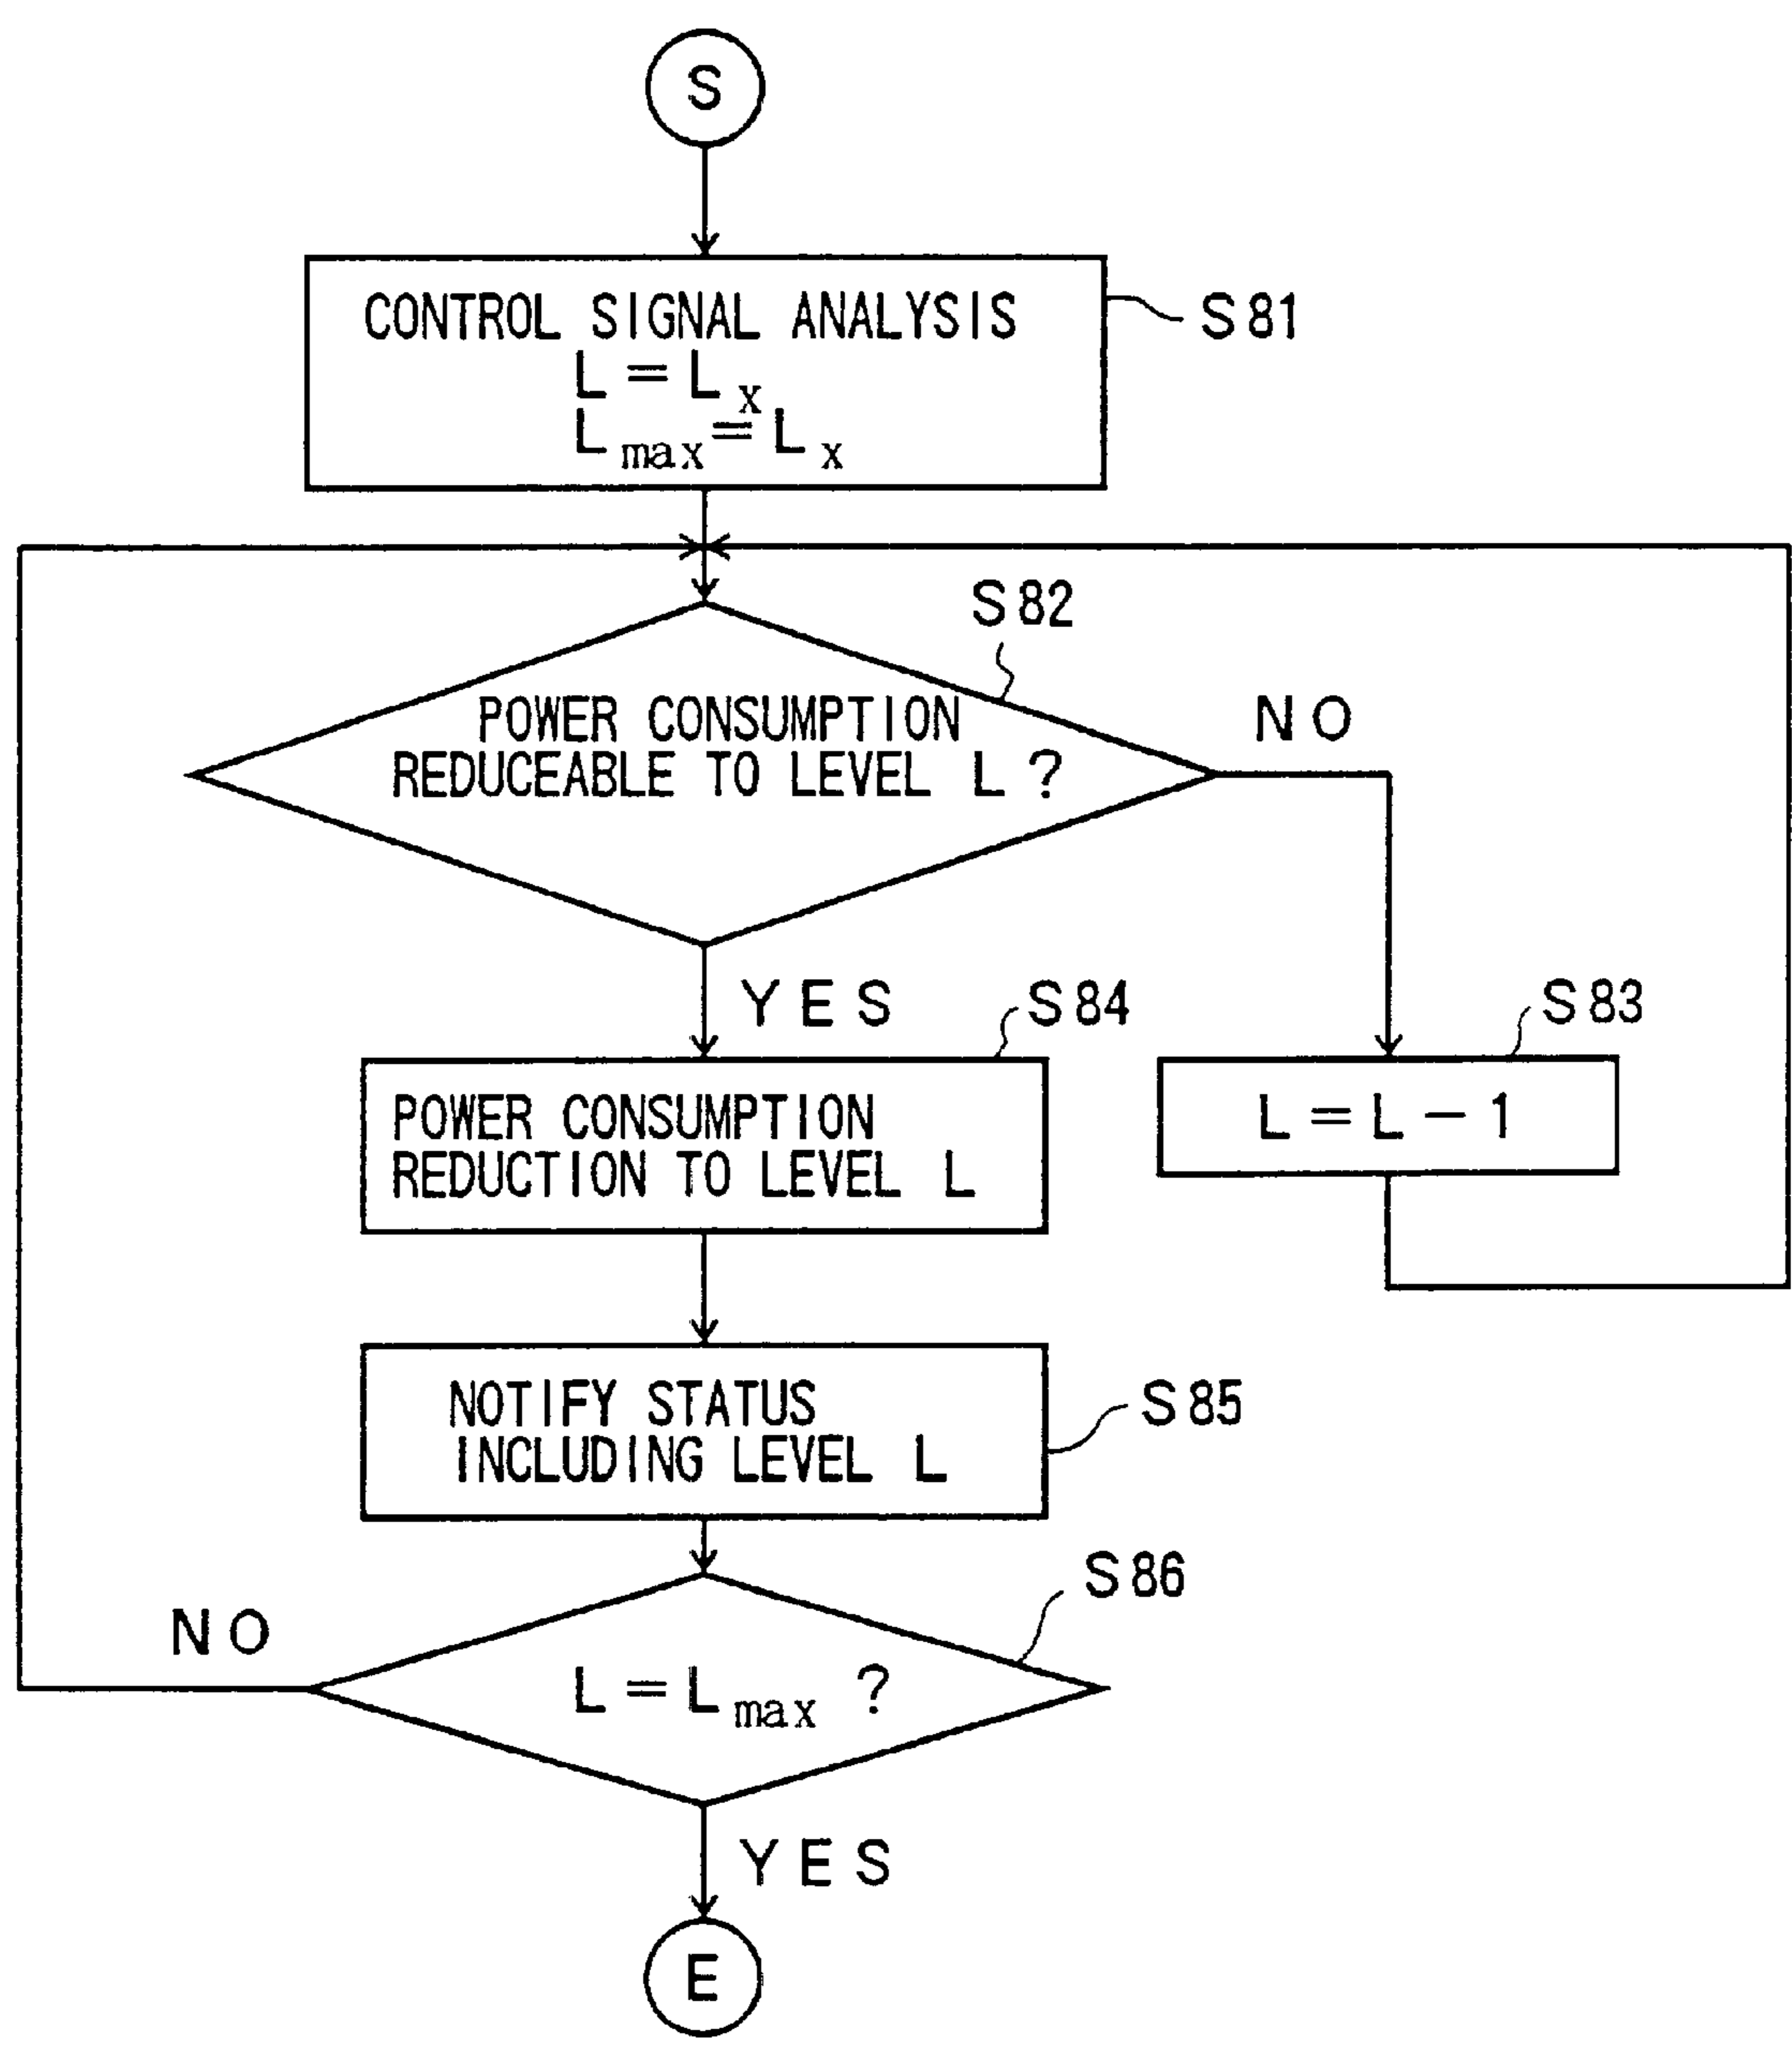 S
CONTROL SIGNAL ANALYSIS
L = Lx
Lmax = Lx
S81
S82
POWER CONSUMPTION
REDUCEABLE TO LEVEL L ?
NO
YES
S84
S83
POWER CONSUMPTION
REDUCTION TO LEVEL L
L = L - 1
NOTIFY STATUS
INCLUDING LEVEL L
S85
S86
NO
L = Lmax ?
YES
E